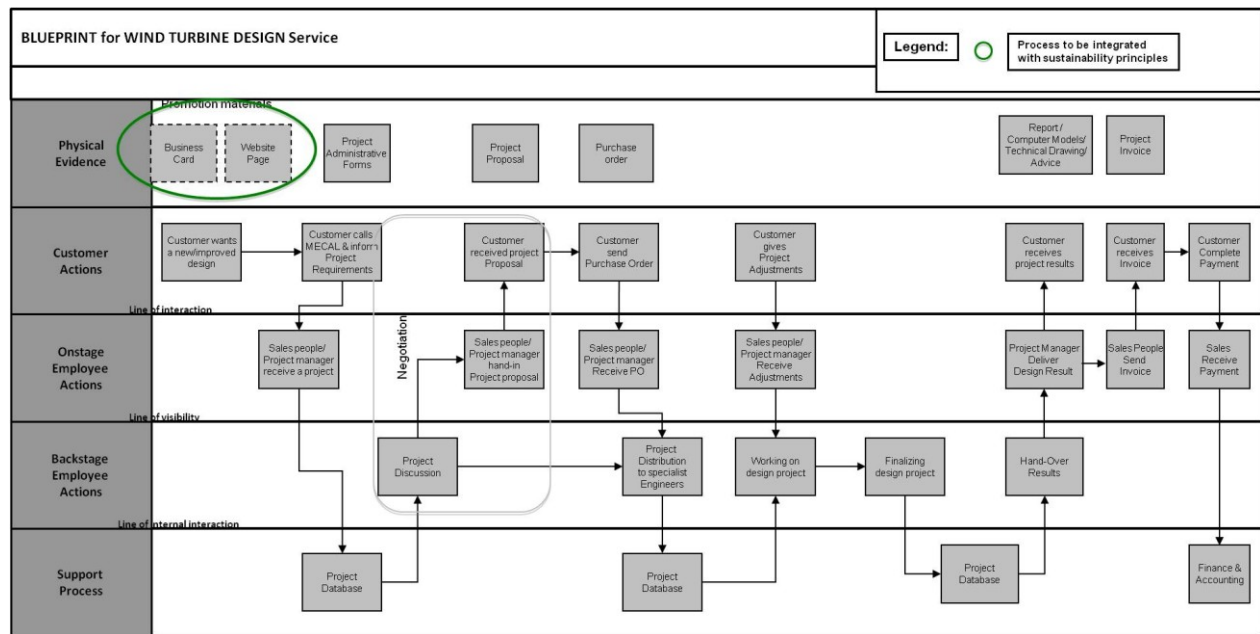 BLUEPRINT for WIND TURBINE DESIGN Service
Legend:
Process to be integrated
with sustainability principles
Promotion materials
Physical
Evidence
Business
Card
Website
Page
Project
Administrative
Forms
Project
Proposal
Purchase
order
Report /
Computer Models/
Technical Drawing/
Advice
Project
Invoice
Customer
Actions
Customer wants
a new/improved
design
Customer calls
MECAL & inform
Project
Requirements
Customer
received project
Proposal
Customer
send
Purchase Order
Customer
gives
Project
Adjustments
Customer
receives
project results
Customer
receives
Invoice
Customer
Complete
Payment
Line of interaction
Onstage
Employee
Actions
Sales people/
Project manager
receive a project
Negotiation
Sales people/
Project manager
hand-in
Project proposal
Sales people/
Project manager
Receive PO
Sales people/
Project manager
Receive
Adjustments
Project Manager
Deliver
Design Result
Sales People
Send
Invoice
Sales
Receive
Payment
Line of visibility
Backstage
Employee
Actions
Project
Discussion
Project
Distribution
to specialist
Engineers
Working on
design project
Finalizing
design project
Hand-Over
Results
Line of internal interaction
Support
Process
Project
Database
Project
Database
Project
Database
Finance &
Accounting